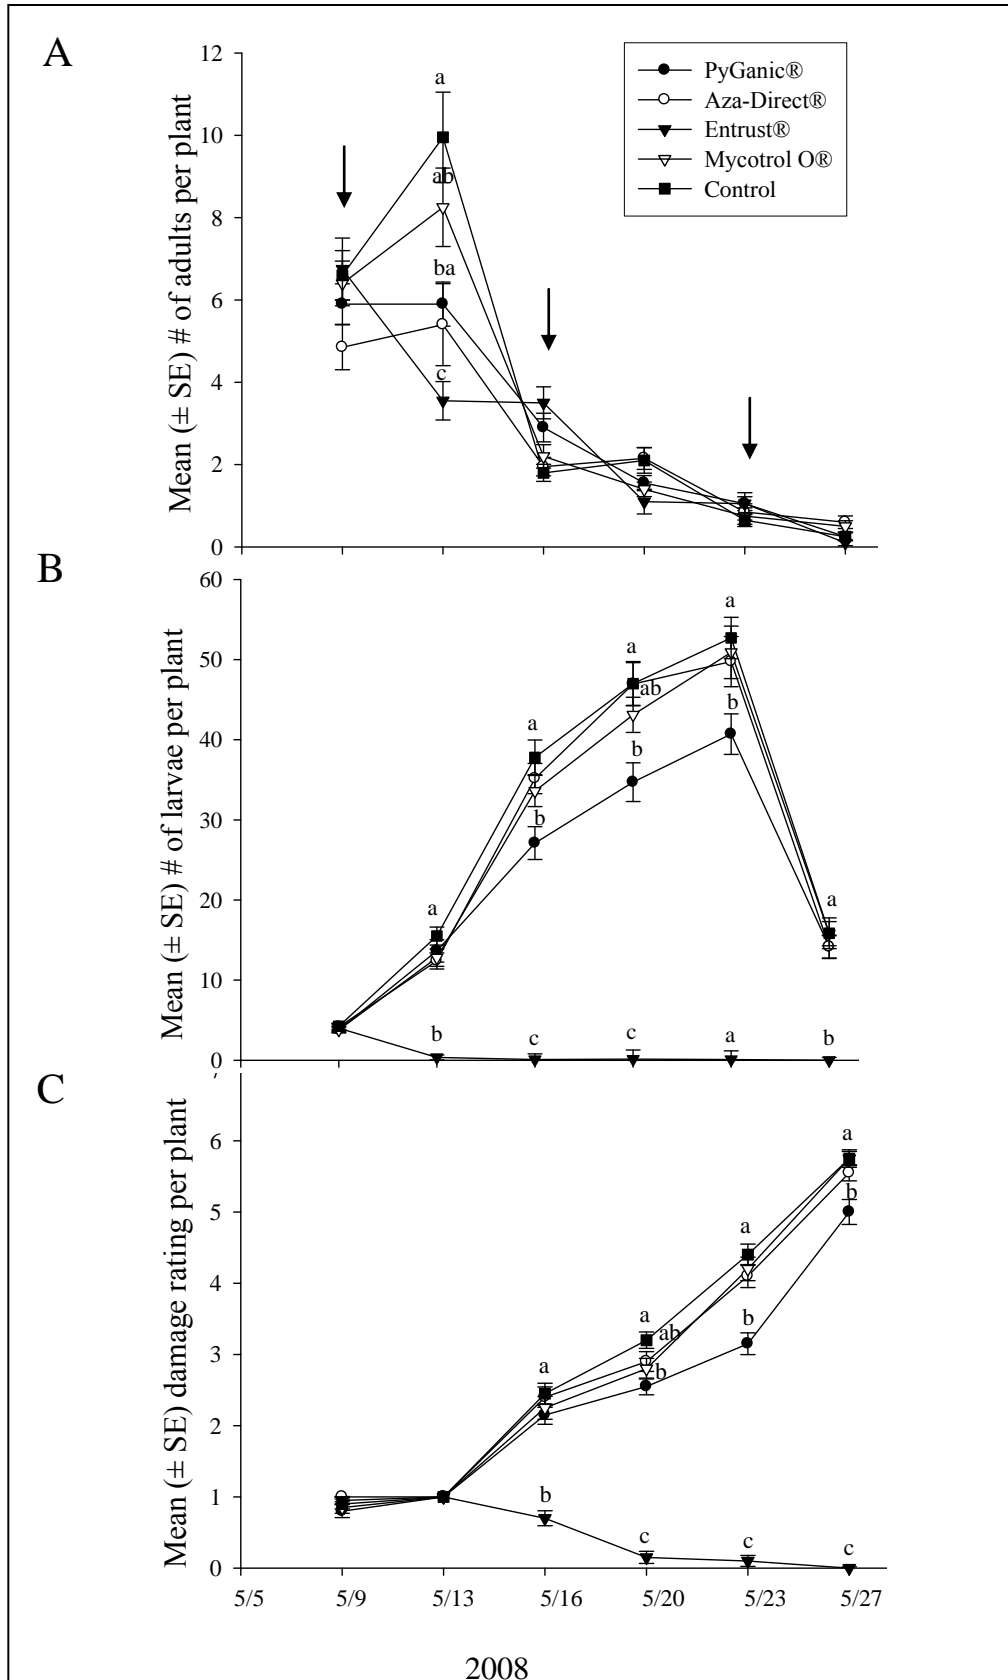 A
12
10
8
6
4
2
0
Mean (± SE) # of adults per plant
PyGanic®
Aza-Direct®
Entrust®
Mycotrol O®
Control
a
ab
ba
c
B
60
50
40
30
20
10
0
Mean (± SE) # of larvae per plant
a
a
a
a
a
ab
b
b
b
b
c
c
a
b
C
6
5
4
3
2
1
0
Mean (± SE) damage rating per plant
a
a
a
a
ab
b
b
b
b
c
c
c
5/5 5/9 5/13 5/16 5/20 5/23 5/27
2008